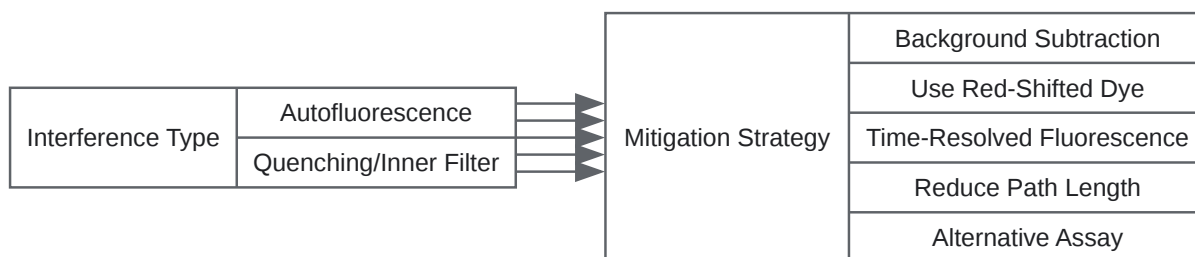 Interference Type
Autofluorescence
Quenching/Inner Filter
Mitigation Strategy
Background Subtraction
Use Red-Shifted Dye
Time-Resolved Fluorescence
Reduce Path Length
Alternative Assay